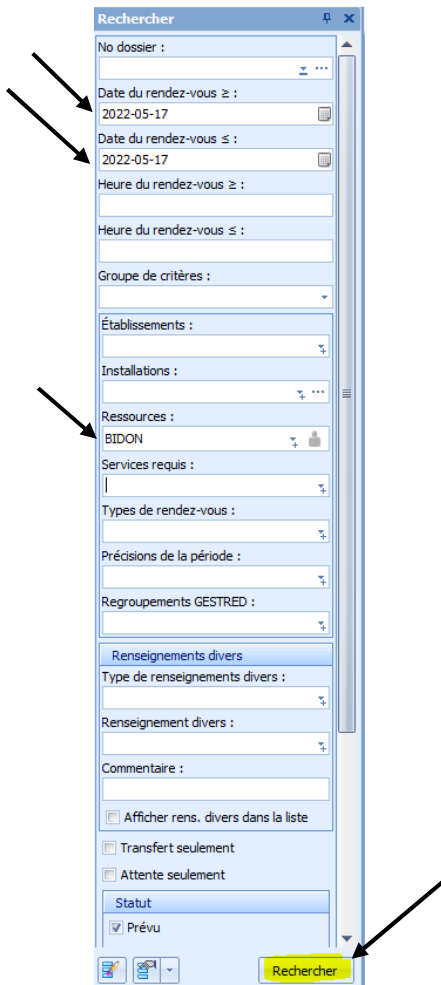 Rechercher
No dossier :
Date du rendez-vous ≥ :
2022-05-17
Date du rendez-vous ≤ :
2022-05-17
Heure du rendez-vous ≥ :
Heure du rendez-vous ≤ :
Groupe de critères :
Établissements :
Installations :
Ressources :
BIDON
Services requis :
Types de rendez-vous :
Précisions de la période :
Regroupements GESTRED :
Renseignements divers
Type de renseignements divers :
Renseignement divers :
Commentaire :
Afficher rens. divers dans la liste
Transfert seulement
Attente seulement
Statut
Prévu
Rechercher